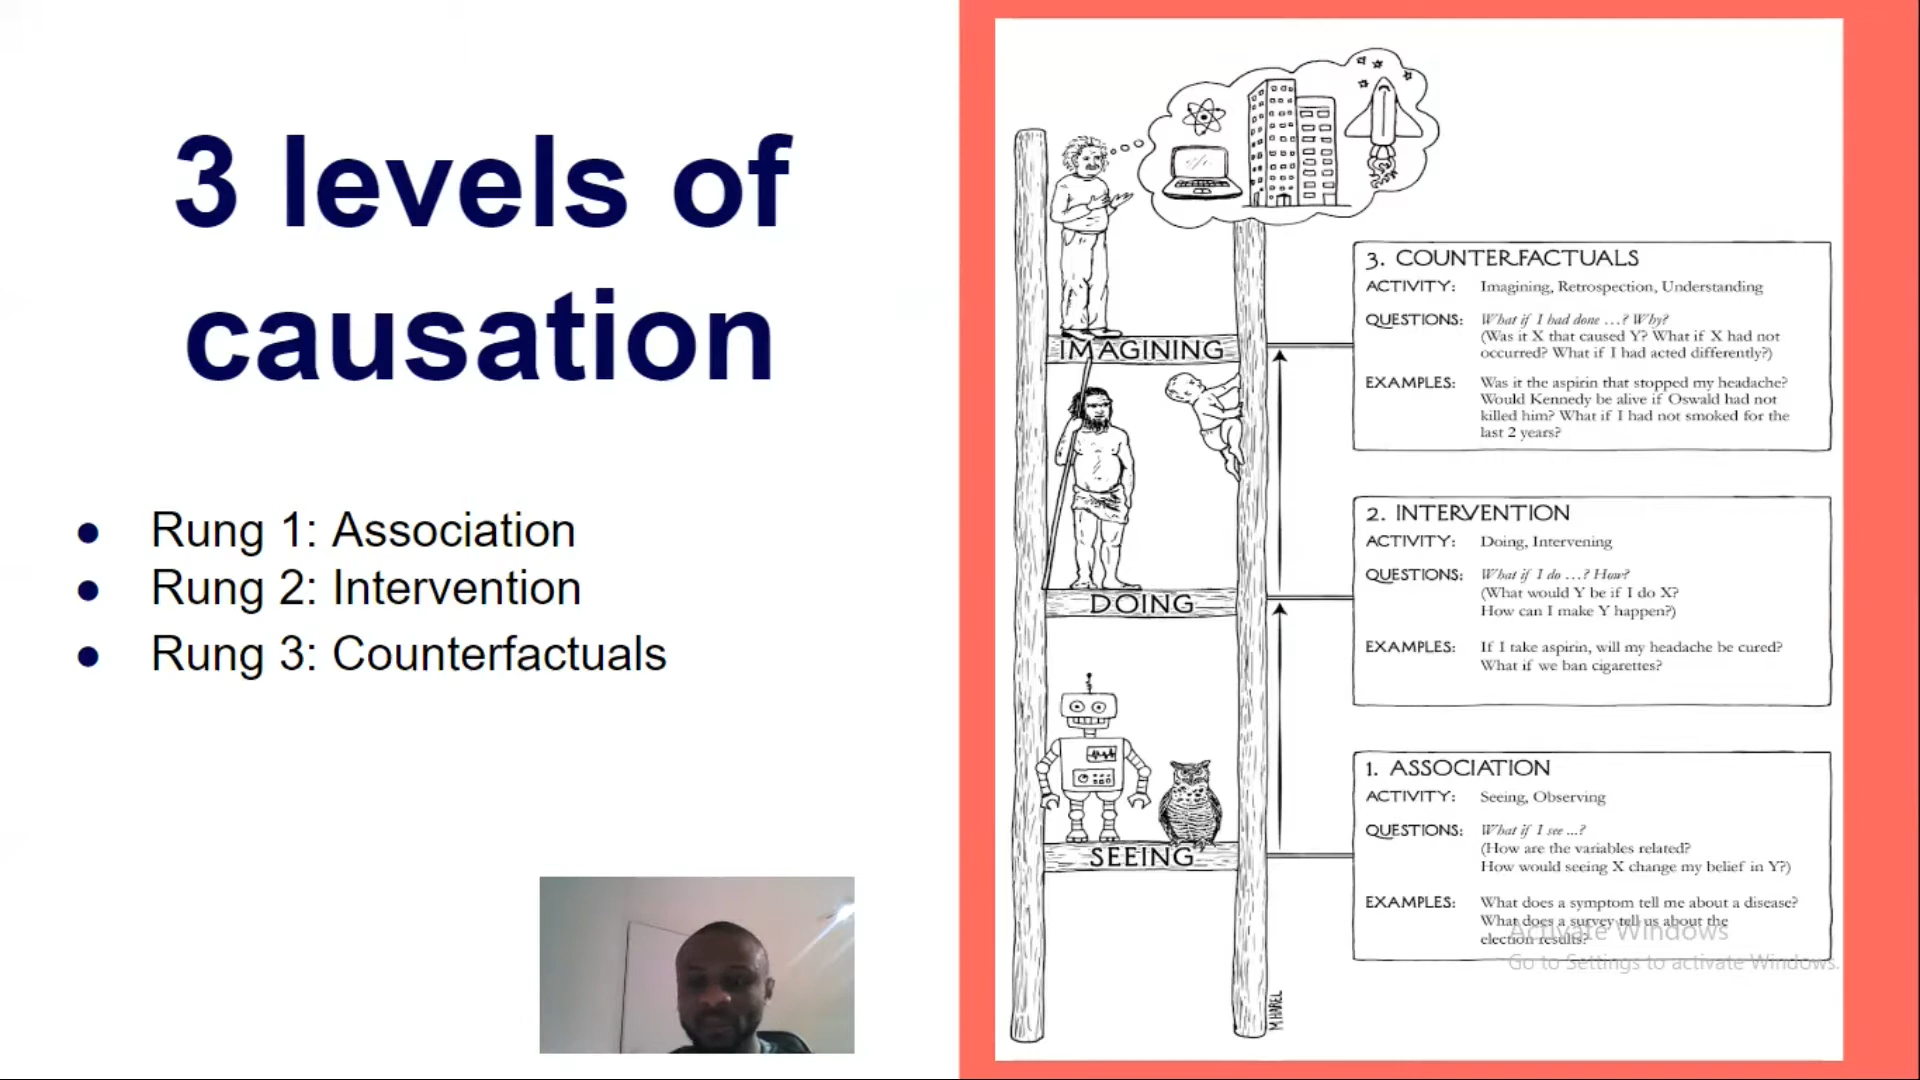 3 levels of
causation
● Rung 1: Association
● Rung 2: Intervention
● Rung 3: Counterfactuals
IMAGINING
DOING
SEEING
3. COUNTERFACTUALS
ACTIVITY: Imagining, Retrospection, Understanding
QUESTIONS: What if I had done ...? Why?
(Was it X that caused Y? What if X had not
occurred? What if I had acted differently?)
EXAMPLES: Was it the aspirin that stopped my headache?
Would Kennedy be alive if Oswald had not
killed him? What if I had not smoked for the
last 2 years?
2. INTERVENTION
ACTIVITY: Doing, Intervening
QUESTIONS: What if I do ...? How?
(What would Y be if I do X?
How can I make Y happen?)
EXAMPLES: If I take aspirin, will my headache be cured?
What if we ban cigarettes?
1. ASSOCIATION
ACTIVITY: Seeing, Observing
QUESTIONS: What if I see ...?
(How are the variables related?
How would seeing X change my belief in Y?)
EXAMPLES: What does a symptom tell me about a disease?
What does a survey tell us about the
election results?
Activate Windows
Go to Settings to activate Windows.
M.HAREL